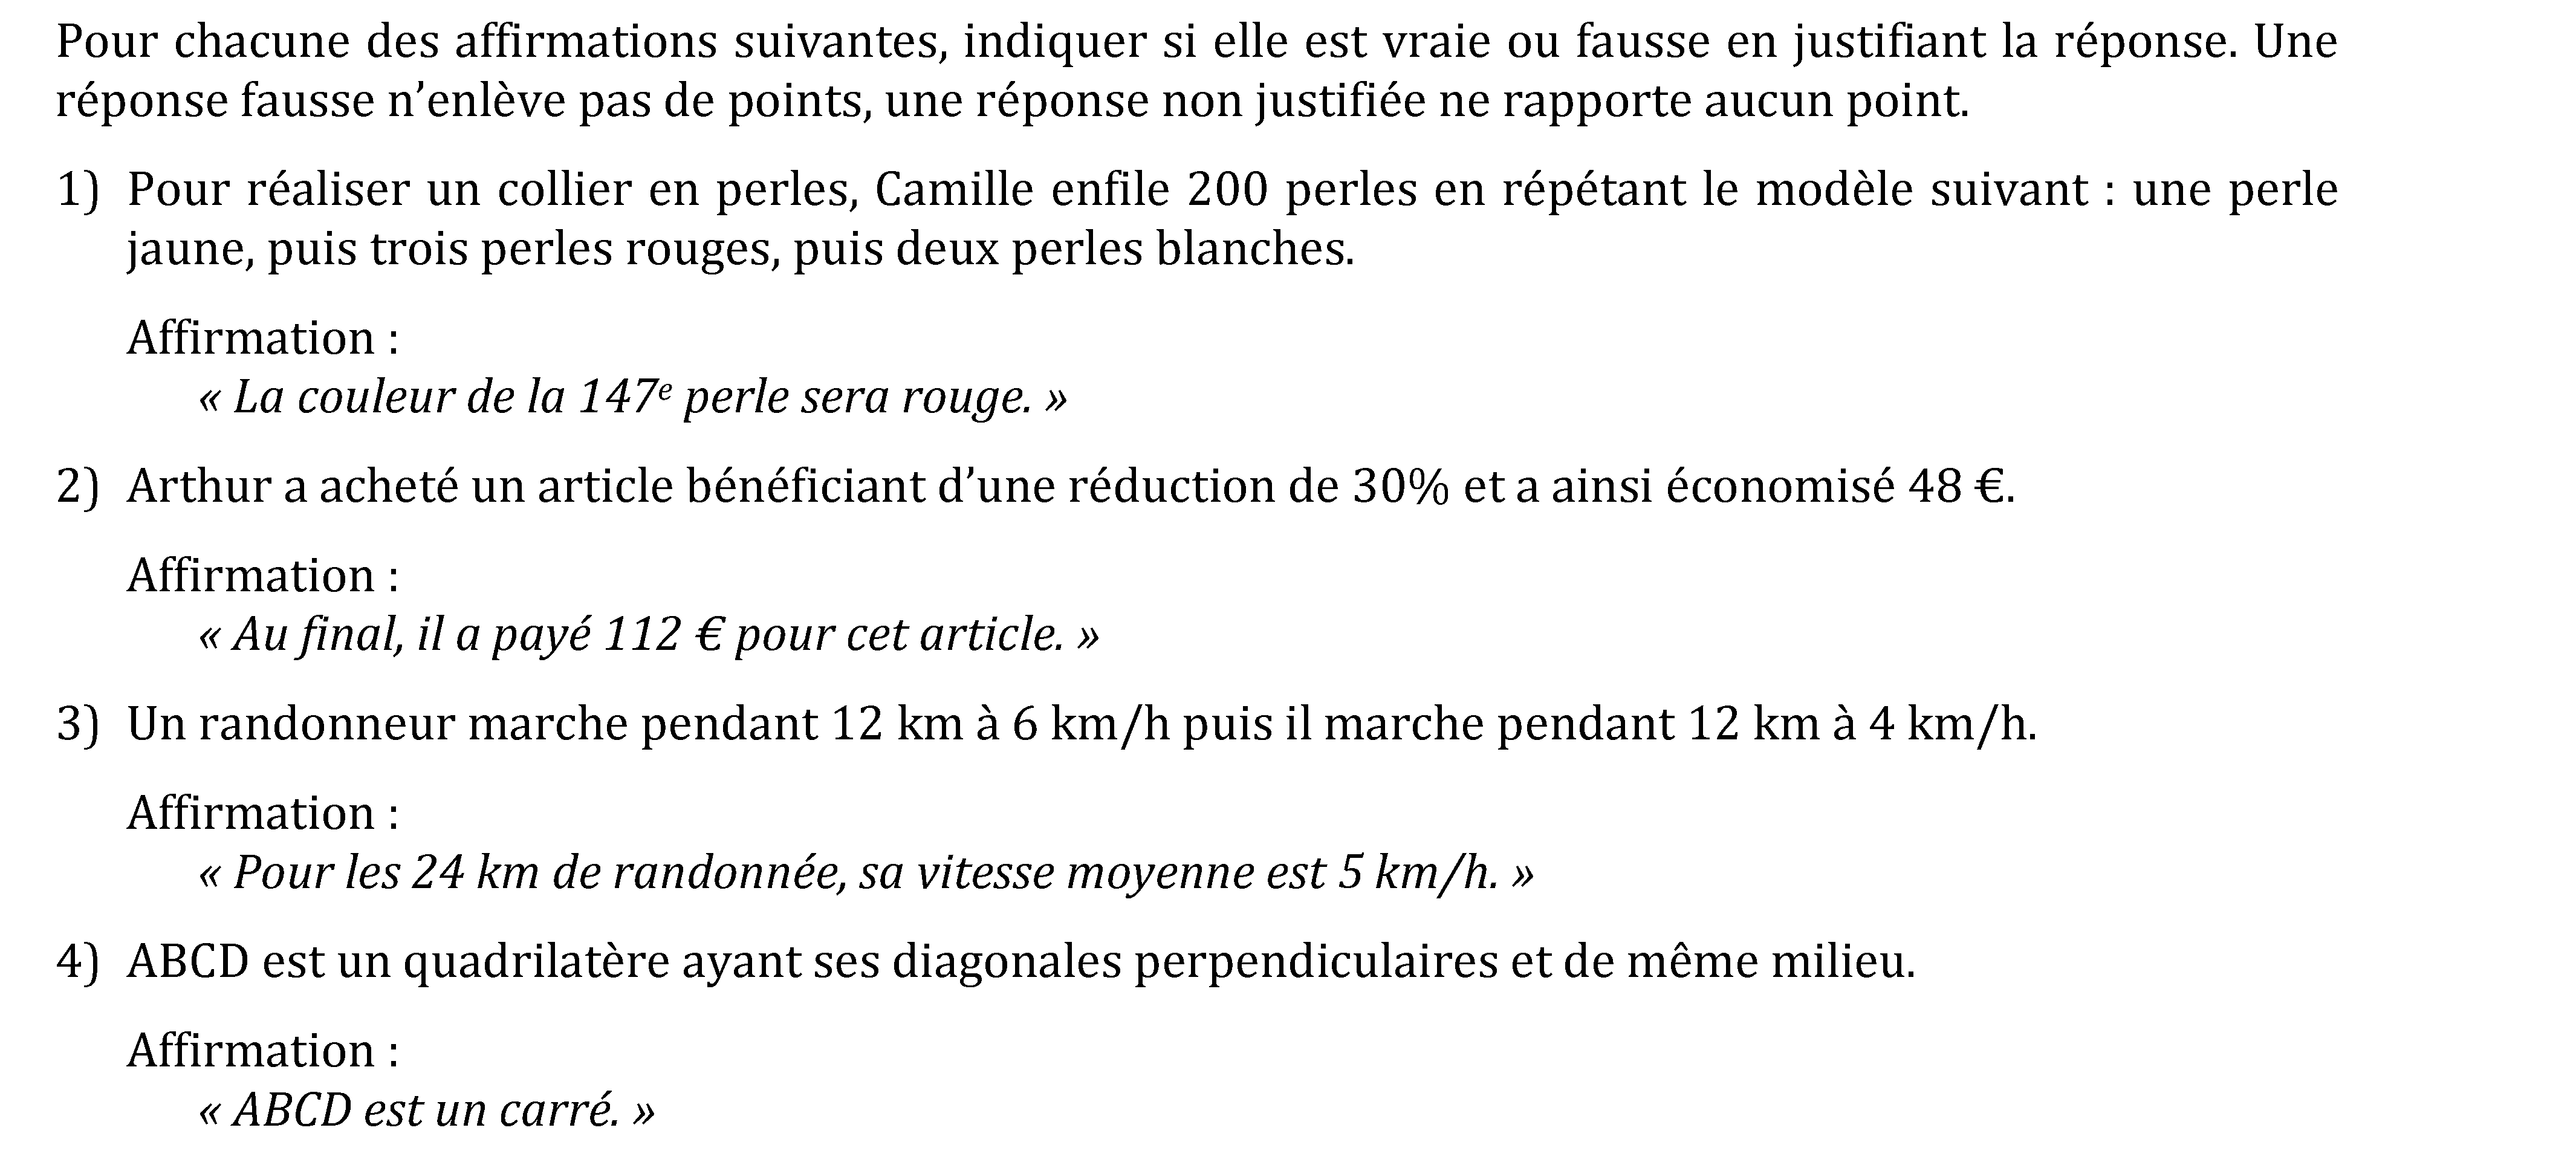 Pour chacune des affirmations suivantes, indiquer si elle est vraie ou fausse en justifiant la réponse. Une
réponse fausse n’enlève pas de points, une réponse non justifiée ne rapporte aucun point.
1) Pour réaliser un collier en perles, Camille enfile 200 perles en répétant le modèle suivant : une perle
jaune, puis trois perles rouges, puis deux perles blanches.
Affirmation :
« La couleur de la 147ᵉ perle sera rouge. »
2) Arthur a acheté un article bénéficiant d’une réduction de 30% et a ainsi économisé 48 €.
Affirmation :
« Au final, il a payé 112 € pour cet article. »
3) Un randonneur marche pendant 12 km à 6 km/h puis il marche pendant 12 km à 4 km/h.
Affirmation :
« Pour les 24 km de randonnée, sa vitesse moyenne est 5 km/h. »
4) ABCD est un quadrilatère ayant ses diagonales perpendiculaires et de même milieu.
Affirmation :
« ABCD est un carré. »